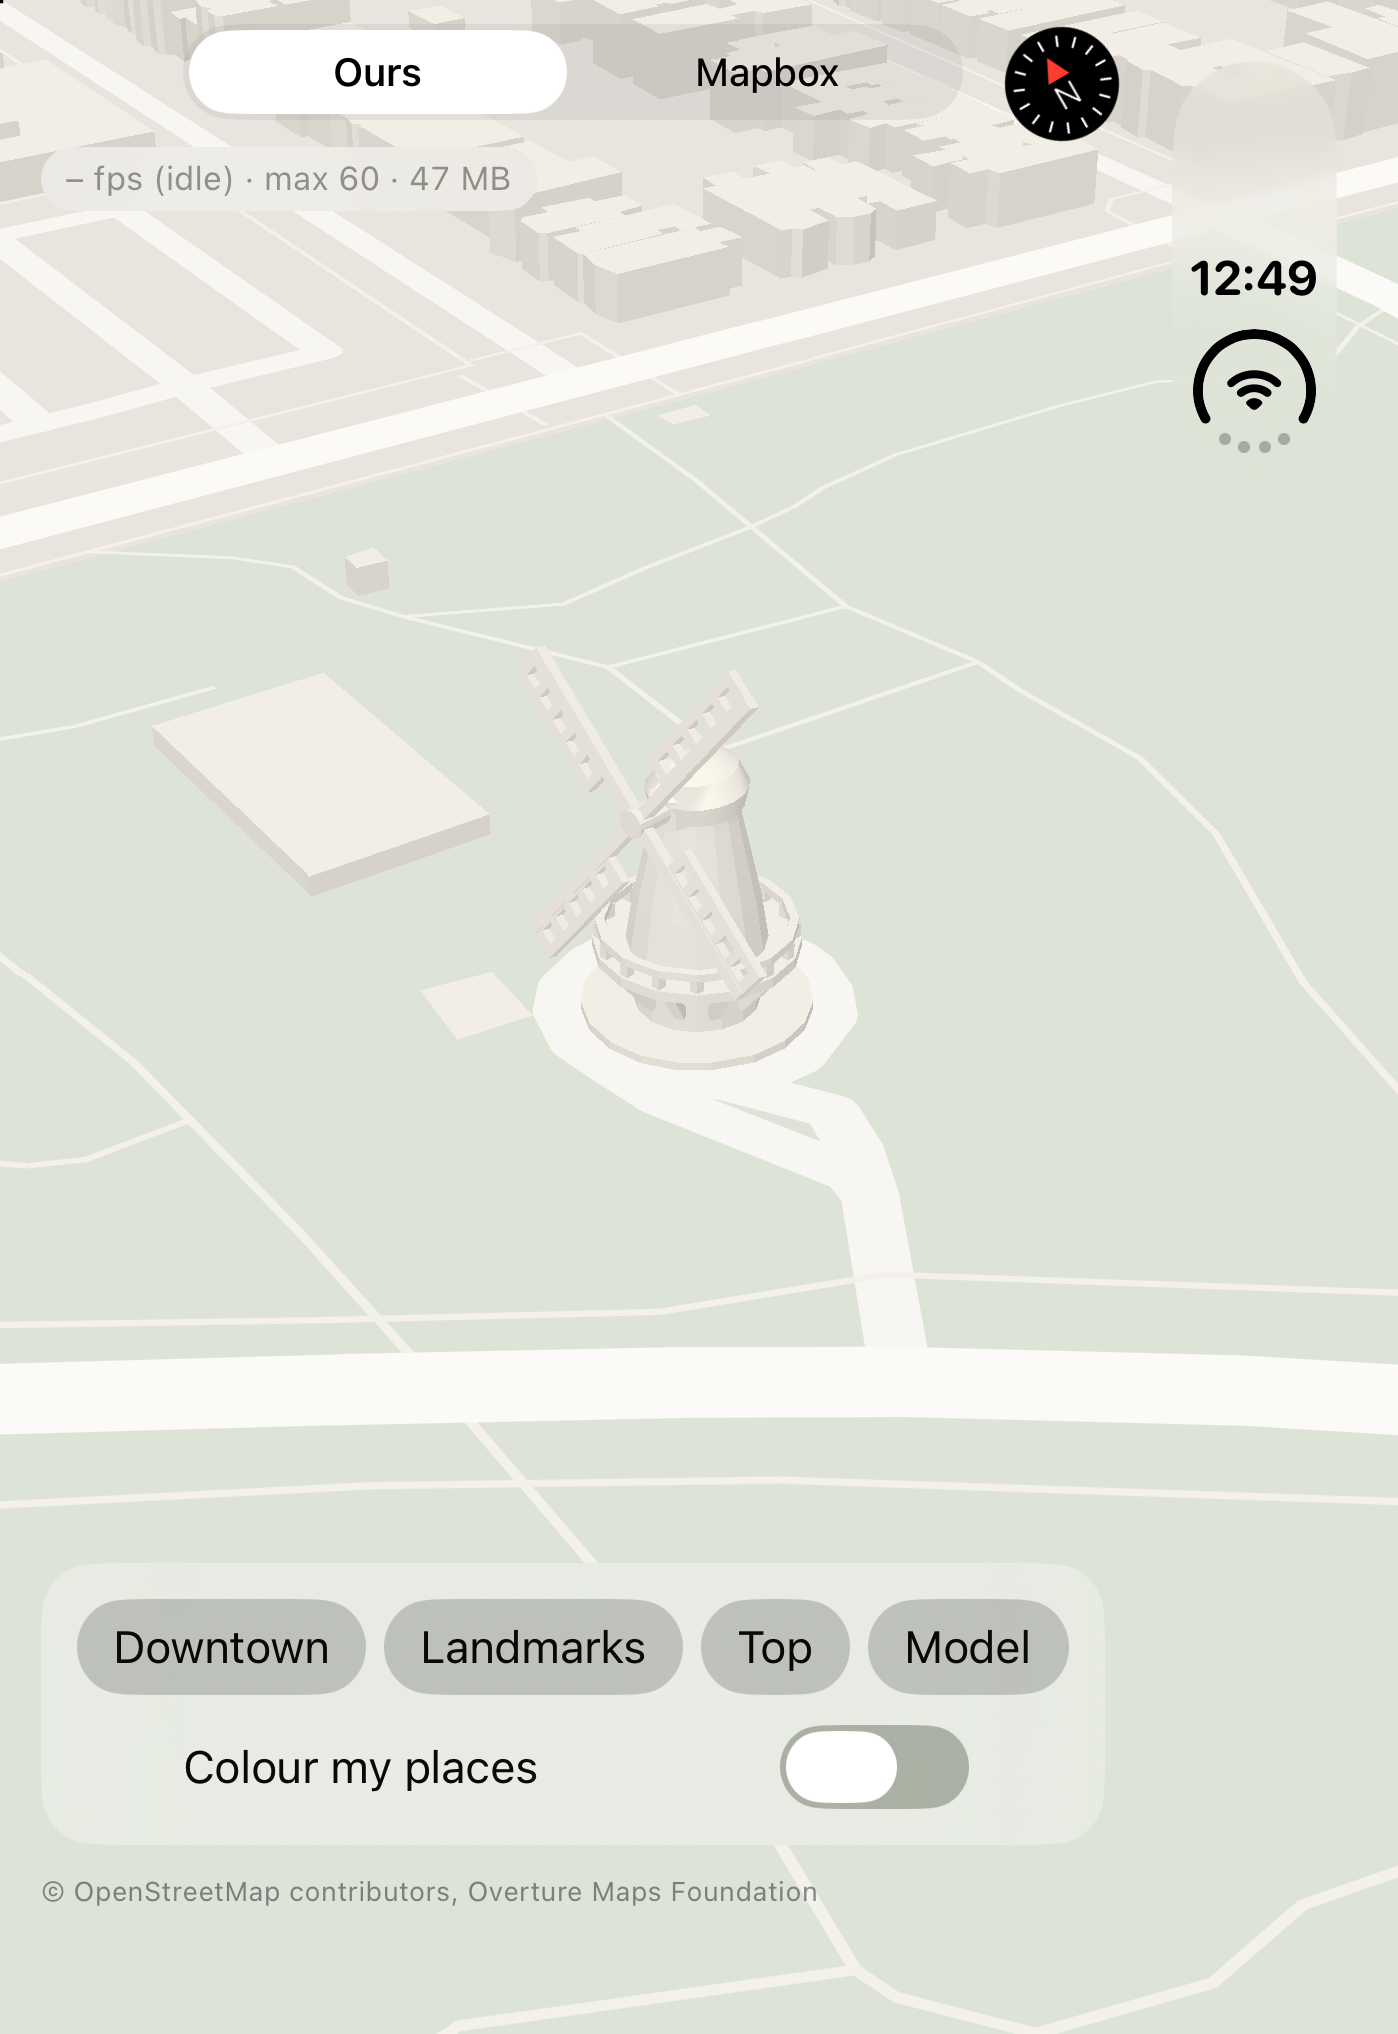 Ours
Mapbox
N
– fps (idle) · max 60 · 47 MB
12:49
Downtown
Landmarks
Top
Model
Colour my places
© OpenStreetMap contributors, Overture Maps Foundation